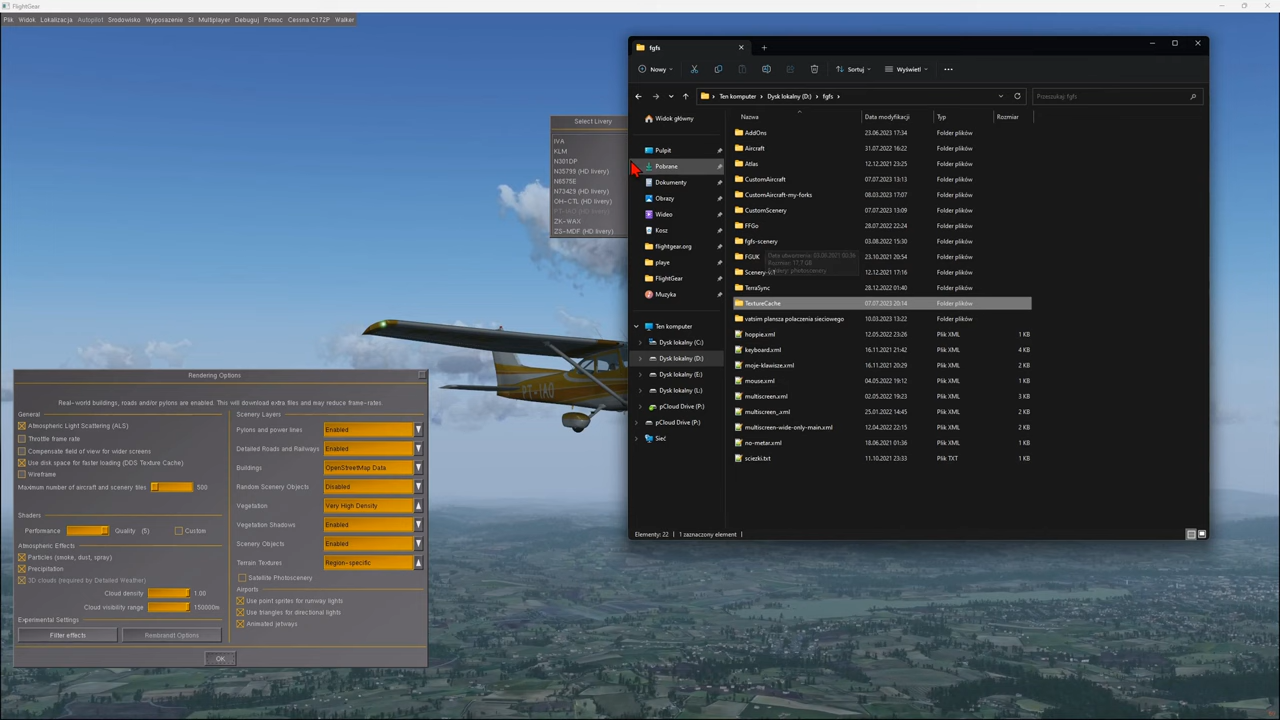 FlightGear
Plik Widok Lokalizacja Autopilot Środowisko Wyposażenie SI Multiplayer Debuguj Pomoc Cessna C172P Walker
Select Livery
IVA
KLM
N301DP
N35799 (HD livery)
N6575E
N73429 (HD livery)
OH-CTL (HD livery)
PT-IAO (HD livery)
ZK-WAX
ZS-MDF (HD livery)
Rendering Options
Real-world buildings, roads and/or pylons are enabled. This will download extra files and may reduce frame-rates.
General
Atmospheric Light Scattering (ALS)
Throttle frame rate
Compensate field of view for wider screens
Use disk space for faster loading (DDS Texture Cache)
Wireframe
Maximum number of aircraft and scenery tiles 500
Shaders
Performance Quality (5) Custom
Atmospheric Effects
Particles (smoke, dust, spray)
Precipitation
3D clouds (required by Detailed Weather)
Cloud density 1.00
Cloud visibility range 150000m
Experimental Settings
Filter effects Rembrandt Options
Scenery Layers
Pylons and power lines Enabled
Detailed Roads and Railways Enabled
Buildings OpenStreetMap Data
Random Scenery Objects Disabled
Vegetation Very High Density
Vegetation Shadows Enabled
Scenery Objects Enabled
Terrain Textures Region-specific
Satellite Photoscenery
Airports
Use point sprites for runway lights
Use triangles for directional lights
Animated jetways
OK
fgfs
Nowy Sortuj Wyświetl
Ten komputer Dysk lokalny (D:) fgfs Przeszukaj: fgfs
Widok główny
Pulpit
Pobrane
Dokumenty
Obrazy
Wideo
Kosz
flightgear.org
playe
FlightGear
Muzyka
Ten komputer
Dysk lokalny (C:)
Dysk lokalny (D:)
Dysk lokalny (E:)
Dysk lokalny (L:)
pCloud Drive (P:)
pCloud Drive (P:)
Sieć
Nazwa Data modyfikacji Typ Rozmiar
AddOns 23.06.2023 17:34 Folder plików
Aircraft 31.07.2022 16:22 Folder plików
Atlas 12.12.2021 23:25 Folder plików
CustomAircraft 07.07.2023 13:13 Folder plików
CustomAircraft-my-forks 08.03.2023 17:07 Folder plików
CustomScenery 07.07.2023 13:09 Folder plików
FFGo 28.07.2022 22:24 Folder plików
fgfs-scenery 03.08.2022 15:30 Folder plików
FGUK 23.10.2021 20:54 Folder plików
Scenery-v.1 12.12.2021 17:16 Folder plików
TerraSync 28.12.2022 01:40 Folder plików
TextureCache 07.07.2023 20:14 Folder plików
vatsim plansza polaczenia sieciowego 10.03.2023 13:22 Folder plików
hoppie.xml 12.05.2022 23:26 Plik XML 1 KB
keyboard.xml 16.11.2021 21:42 Plik XML 4 KB
moje-klawisze.xml 16.11.2021 20:29 Plik XML 2 KB
mouse.xml 04.05.2022 19:12 Plik XML 1 KB
multiscreen.xml 02.05.2022 19:23 Plik XML 3 KB
multiscreen_.xml 25.01.2022 14:45 Plik XML 2 KB
multiscreen-wide-only-main.xml 12.04.2022 22:15 Plik XML 2 KB
no-metar.xml 18.06.2021 01:36 Plik XML 1 KB
sciezki.txt 11.10.2021 23:33 Plik TXT 1 KB
Elementy: 22 1 zaznaczony element